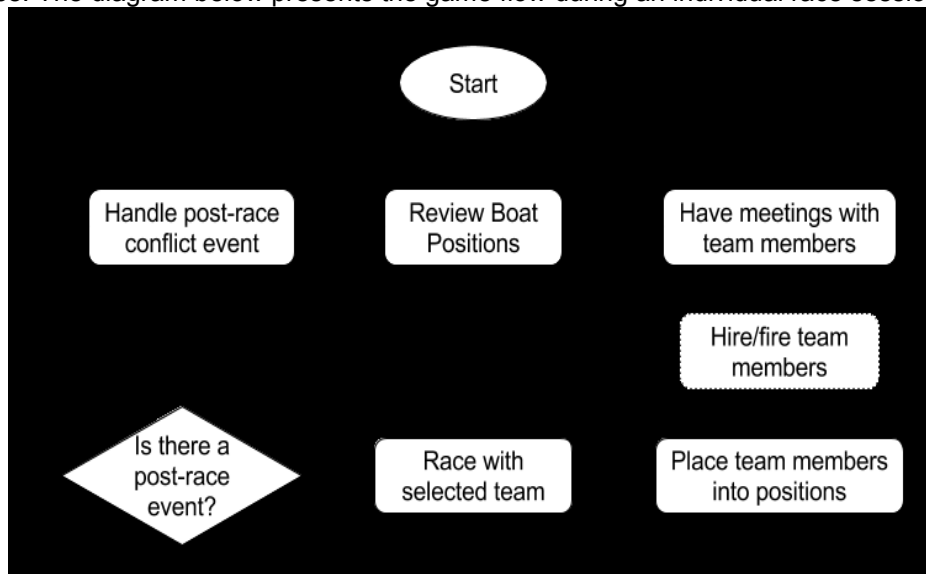 The diagram below presents the game flow during an individual race
Start
Handle post-race
conflict event
Review Boat
Positions
Have meetings with
team members
Hire/fire team
members
Is there a
post-race
event?
Race with
selected team
Place team members
into positions